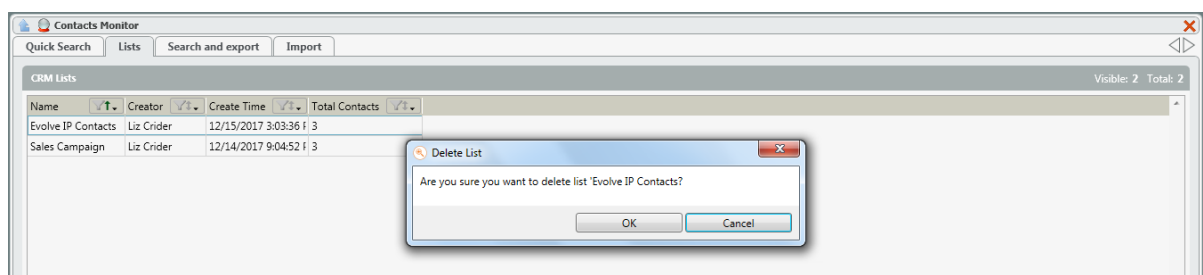 Contacts Monitor
Quick Search Lists Search and export Import
CRM Lists Visible: 2 Total: 2
Name Creator Create Time Total Contacts
Evolve IP Contacts Liz Crider 12/15/2017 3:03:36 3
Sales Campaign Liz Crider 12/14/2017 9:04:52 3
Delete List
Are you sure you want to delete list 'Evolve IP Contacts?
OK Cancel